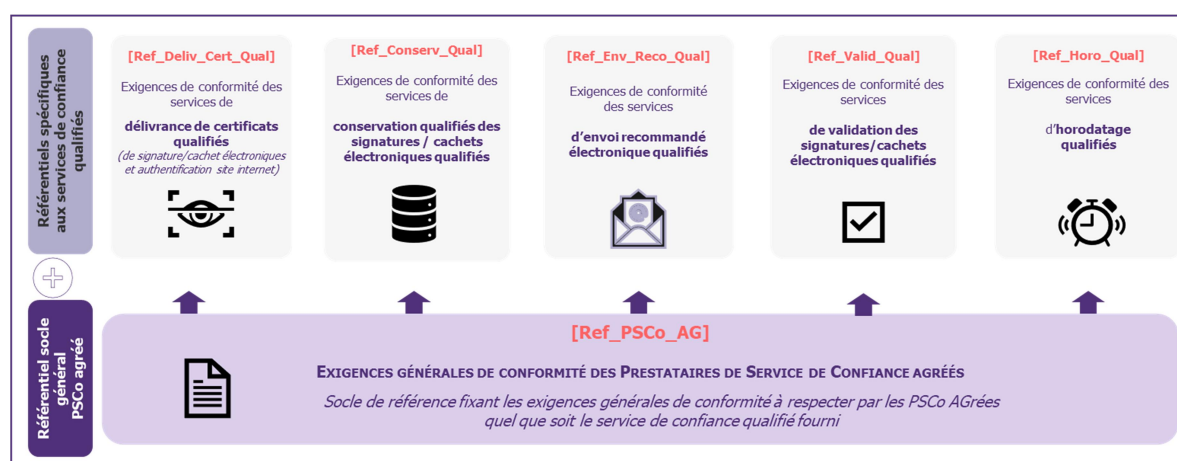 Référentiels spécifiques
aux services de confiance
qualifiés
[Ref_Deliv_Cert_Qual]
Exigences de conformité des
services de
délivrance de certificats
qualifiés
(de signature/cachet électroniques
et authentification site internet)
[Ref_Conserv_Qual]
Exigences de conformité des
services de
conservation qualifiés des
signatures / cachets
électroniques qualifiés
[Ref_Env_Reco_Qual]
Exigences de conformité
des services
d'envoi recommandé
électronique qualifiés
[Ref_Valid_Qual]
Exigences de conformité des
services
de validation des
signatures/cachets
électroniques qualifiés
[Ref_Horo_Qual]
Exigences de conformité des
services
d'horodatage
qualifiés
Référentiel socle
général
PSCo agréé
[Ref_PSCo_AG]
EXIGENCES GÉNÉRALES DE CONFORMITÉ DES PRESTATAIRES DE SERVICE DE CONFIANCE AGRÉÉS
Socle de référence fixant les exigences générales de conformité à respecter par les PSCo AGrées
quel que soit le service de confiance qualifié fourni